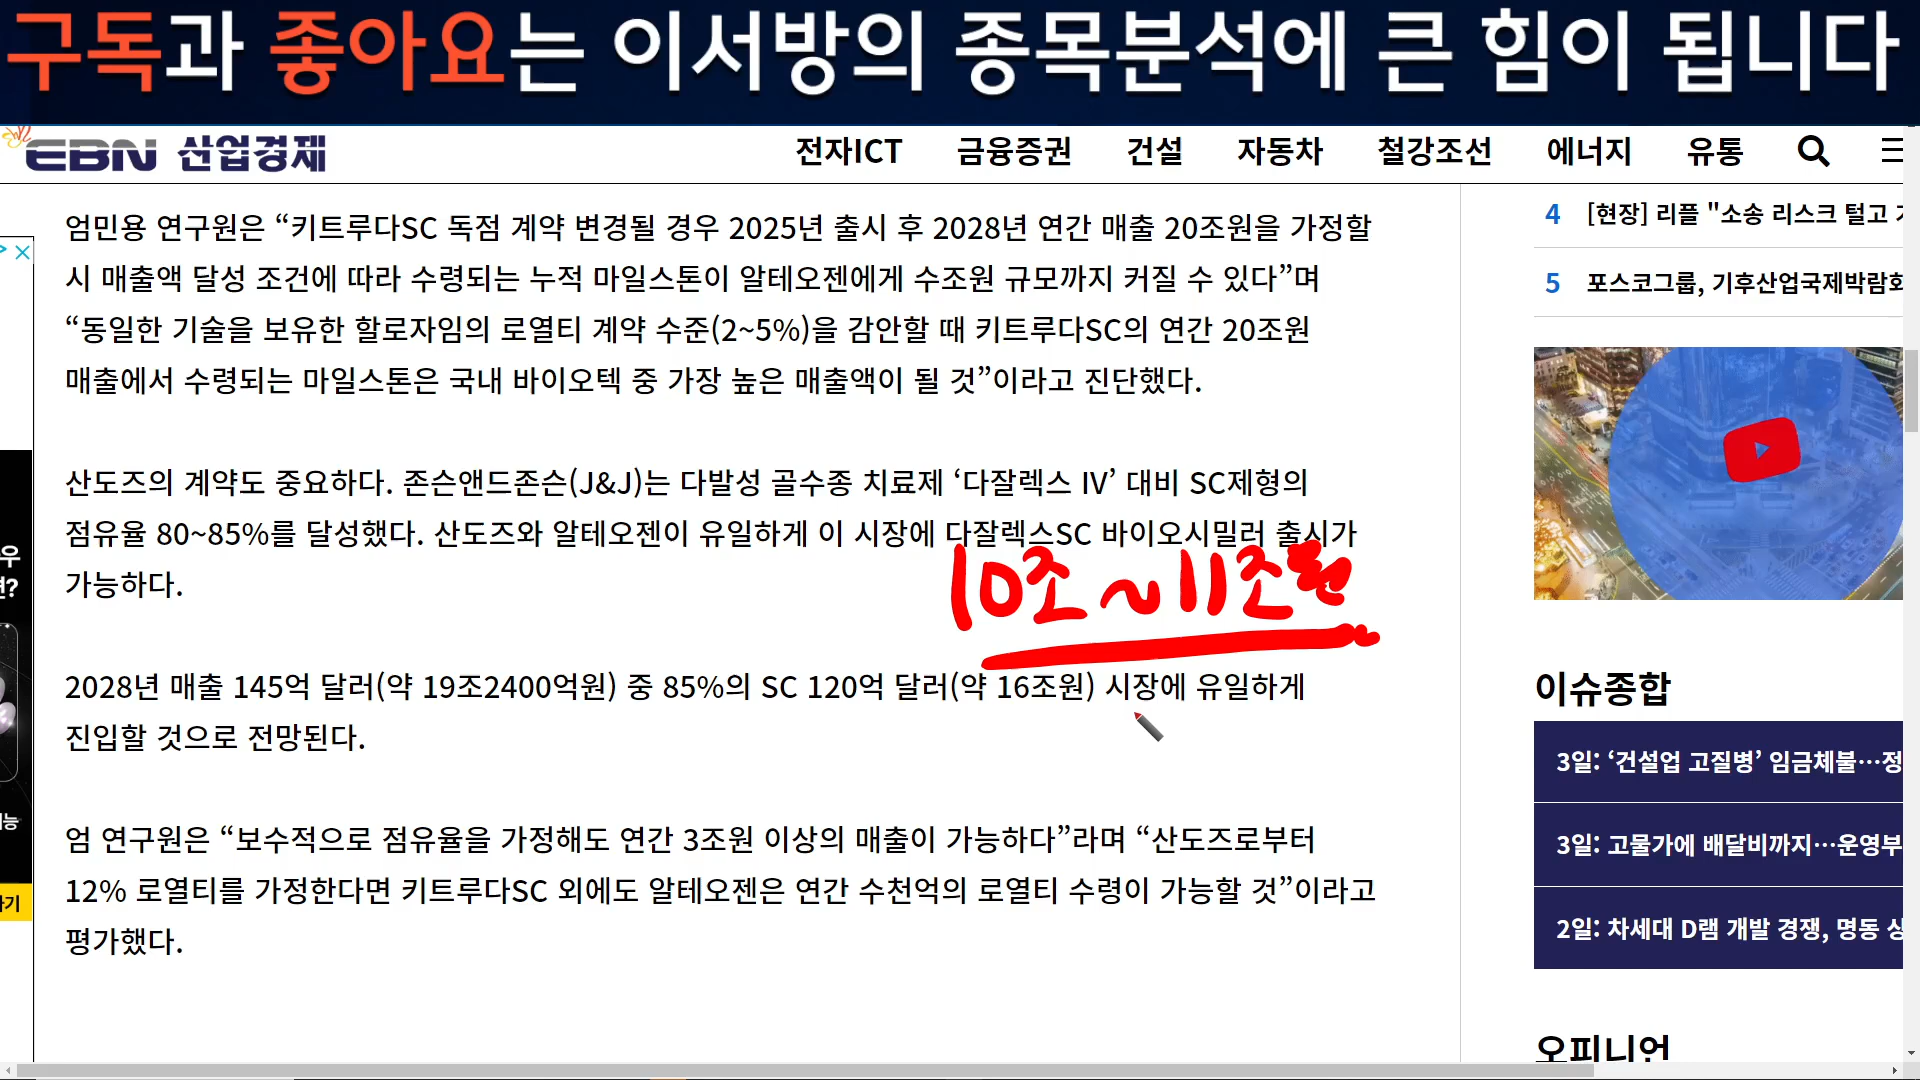 구독과 좋아요는 이서방의 종목분석에 큰 힘이 됩니다
EBN 산업경제
전자ICT 금융증권 건설 자동차 철강조선 에너지 유통
엄민용 연구원은 “키트루다SC 독점 계약 변경될 경우 2025년 출시 후 2028년 연간 매출 20조원을 가정할
시 매출액 달성 조건에 따라 수령되는 누적 마일스톤이 알테오젠에게 수조원 규모까지 커질 수 있다”며
“동일한 기술을 보유한 할로자임의 로열티 계약 수준(2~5%)을 감안할 때 키트루다SC의 연간 20조원
매출에서 수령되는 마일스톤은 국내 바이오텍 중 가장 높은 매출액이 될 것”이라고 진단했다.
산도즈의 계약도 중요하다. 존슨앤드존슨(J&J)는 다발성 골수종 치료제 ‘다잘렉스 IV’ 대비 SC제형의
점유율 80~85%를 달성했다. 산도즈와 알테오젠이 유일하게 이 시장에 다잘렉스SC 바이오시밀러 출시가
가능하다.
10조~11조원
2028년 매출 145억 달러(약 19조2400억원) 중 85%의 SC 120억 달러(약 16조원) 시장에 유일하게
진입할 것으로 전망된다.
엄 연구원은 “보수적으로 점유율을 가정해도 연간 3조원 이상의 매출이 가능하다”라며 “산도즈로부터
12% 로열티를 가정한다면 키트루다SC 외에도 알테오젠은 연간 수천억의 로열티 수령이 가능할 것”이라고
평가했다.
4 [현장] 리플 "소송 리스크 털고
5 포스코그룹, 기후산업국제박람회
이슈종합
3일: ‘건설업 고질병’ 임금체불…정
3일: 고물가에 배달비까지…운영부
2일: 차세대 D램 개발 경쟁, 명동 상
오피니언